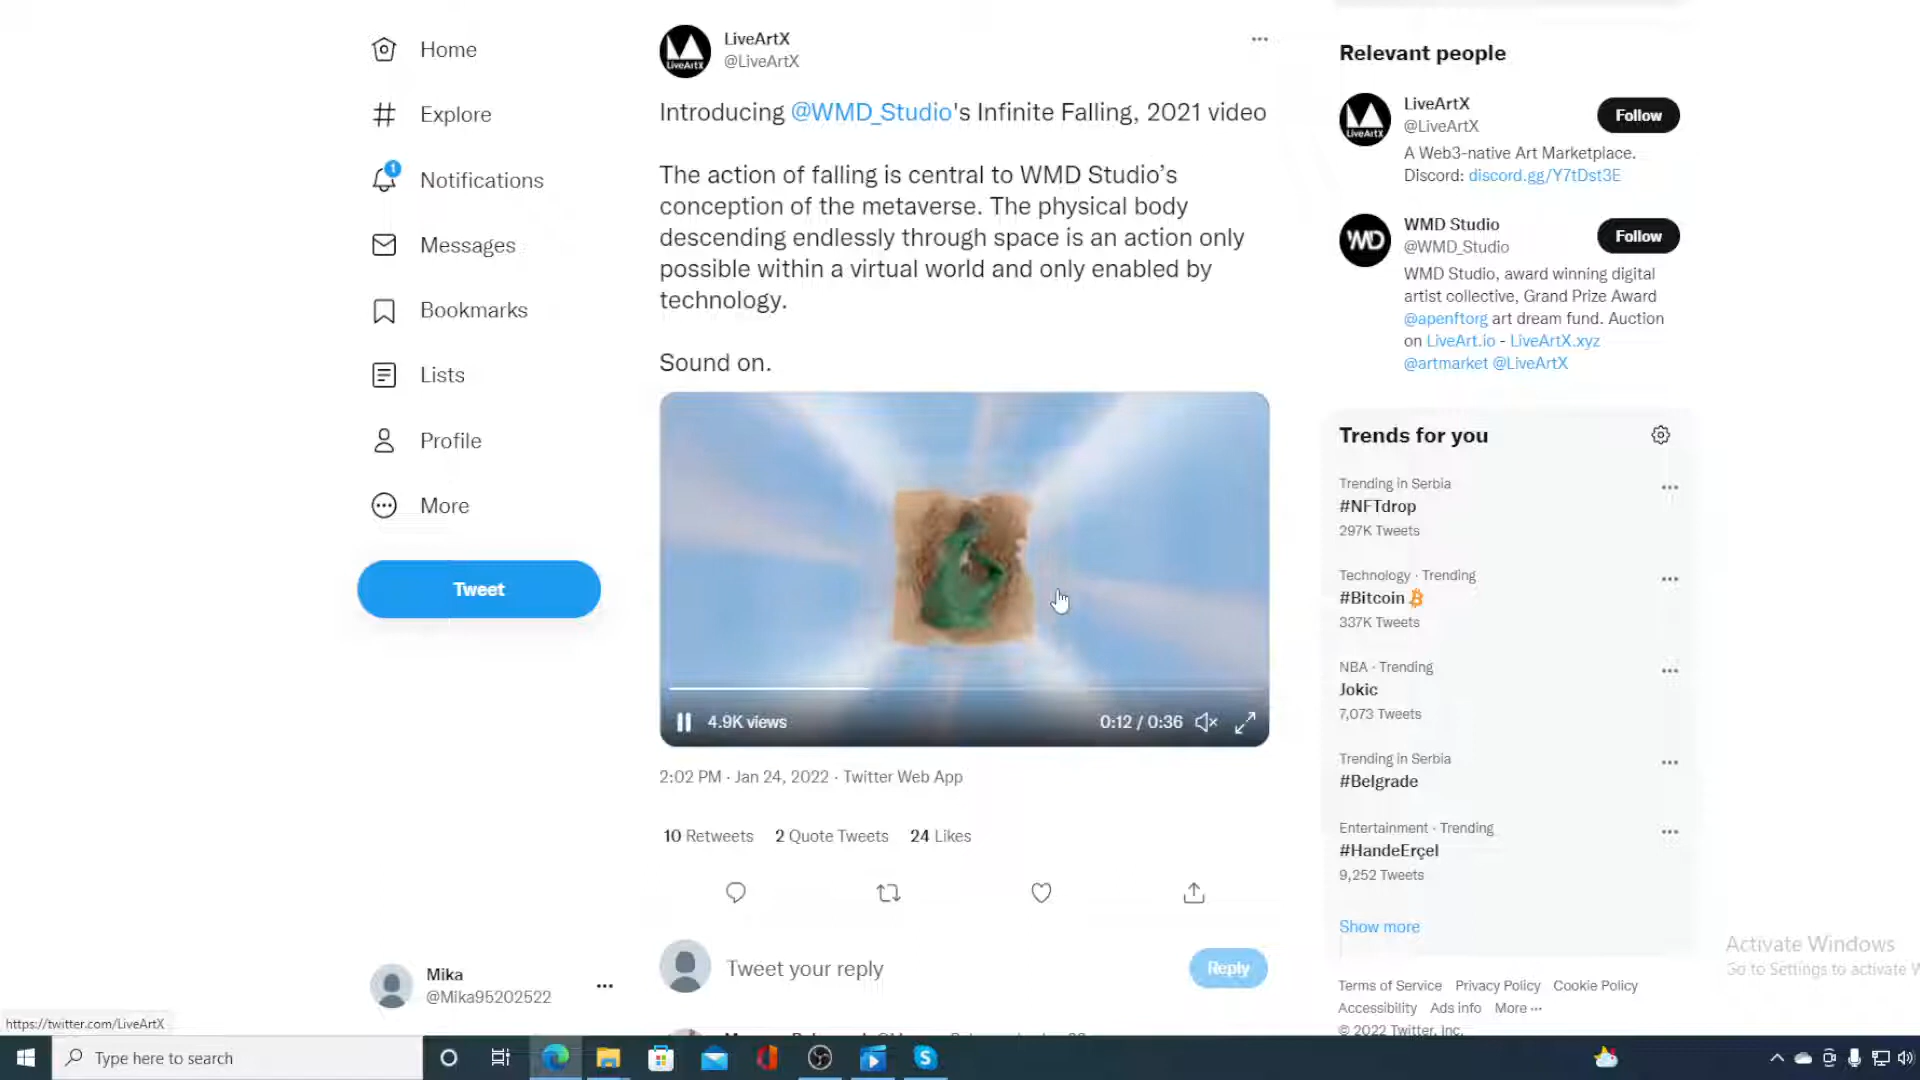 Home
Explore
1
Notifications
Messages
Bookmarks
Lists
Profile
More
Tweet
Mika
@Mika95202522
https://twitter.com/LiveArtX
LiveArtX
LiveArtX
@LiveArtX
Introducing @WMD_Studio's Infinite Falling, 2021 video
The action of falling is central to WMD Studio’s
conception of the metaverse. The physical body
descending endlessly through space is an action only
possible within a virtual world and only enabled by
technology.
Sound on.
4.9K views
0:12 / 0:36
2:02 PM · Jan 24, 2022 · Twitter Web App
10 Retweets 2 Quote Tweets 24 Likes
Tweet your reply
Reply
Relevant people
LiveArtX
LiveArtX
@LiveArtX
Follow
A Web3-native Art Marketplace.
Discord: discord.gg/Y7tDst3E
WMD Studio
@WMD_Studio
Follow
WMD Studio, award winning digital
artist collective, Grand Prize Award
@apenftorg art dream fund. Auction
on LiveArt.io - LiveArtX.xyz
@artmarket @LiveArtX
Trends for you
Trending in Serbia
#NFTdrop
297K Tweets
Technology · Trending
#Bitcoin
337K Tweets
NBA · Trending
Jokic
7,073 Tweets
Trending in Serbia
#Belgrade
Entertainment · Trending
#HandeErçel
9,252 Tweets
Show more
Terms of Service Privacy Policy Cookie Policy
Accessibility Ads info More
© 2022 Twitter, Inc.
Activate Windows
Go to Settings to activate W
Type here to search